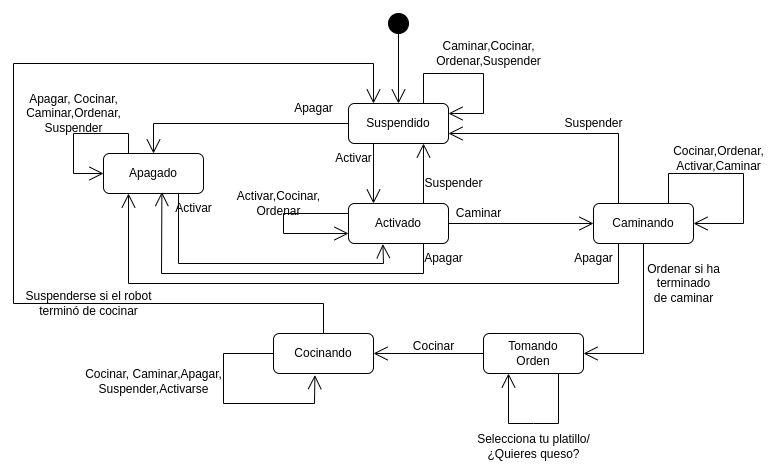 Caminar,Cocinar,
Ordenar,Suspender
Apagar, Cocinar,
Caminar,Ordenar,
Suspender
Apagar
Suspendido
Suspender
Cocinar,Ordenar,
Activar,Caminar
Activar
Apagado
Suspender
Activar,Cocinar,
Ordenar
Activar
Activado
Caminar
Caminando
Apagar
Apagar
Ordenar si ha
terminado
de caminar
Suspenderse si el robot
terminó de cocinar
Cocinando
Cocinar
Tomando
Orden
Cocinar, Caminar,Apagar,
Suspender,Activarse
Selecciona tu platillo/
¿Quieres queso?